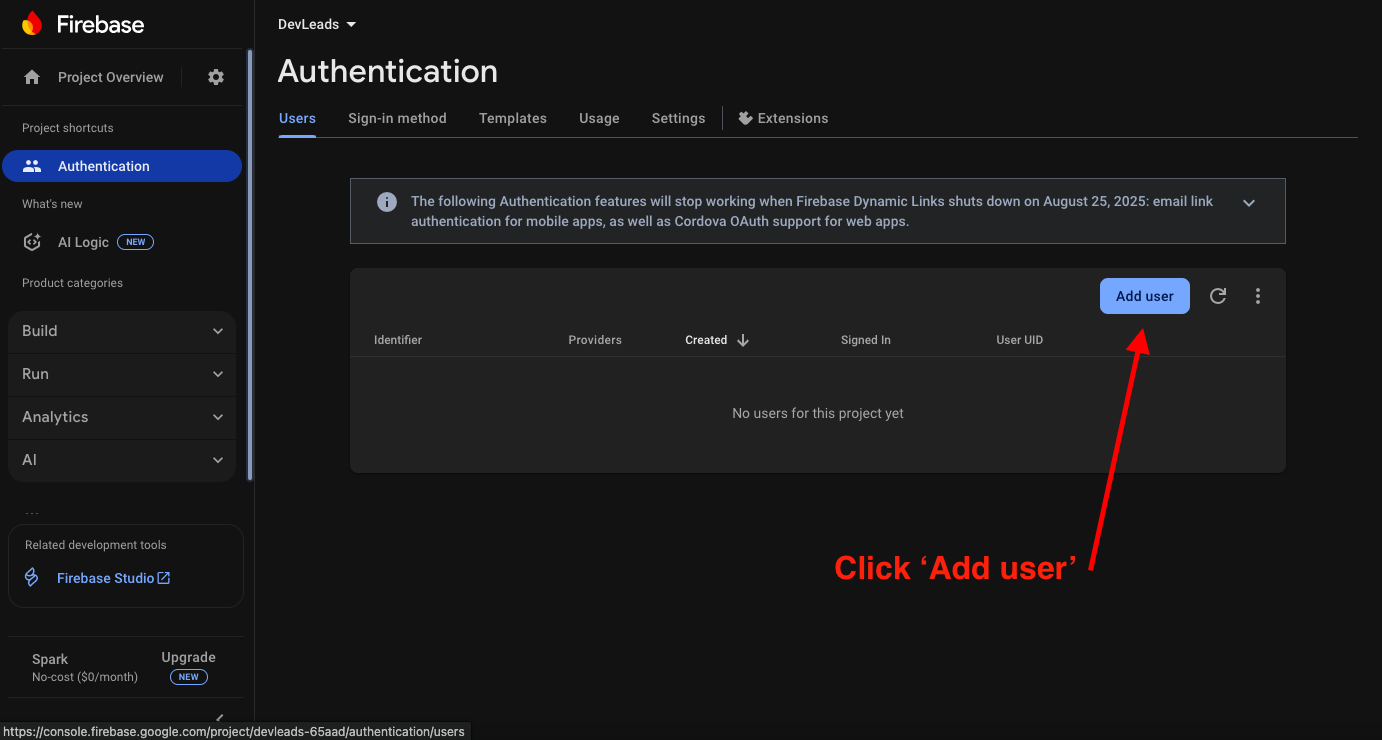 Firebase
Project Overview
Project shortcuts
Authentication
What's new
AI Logic NEW
Product categories
Build
Run
Analytics
AI
...
Related development tools
Firebase Studio
Spark
No-cost ($0/month)
Upgrade
NEW
https://console.firebase.google.com/project/devleads-65aad/authentication/users
DevLeads
Authentication
Users Sign-in method Templates Usage Settings Extensions
The following Authentication features will stop working when Firebase Dynamic Links shuts down on August 25, 2025: email link
authentication for mobile apps, as well as Cordova OAuth support for web apps.
Add user
Identifier Providers Created Signed In User UID
No users for this project yet
Click ‘Add user’